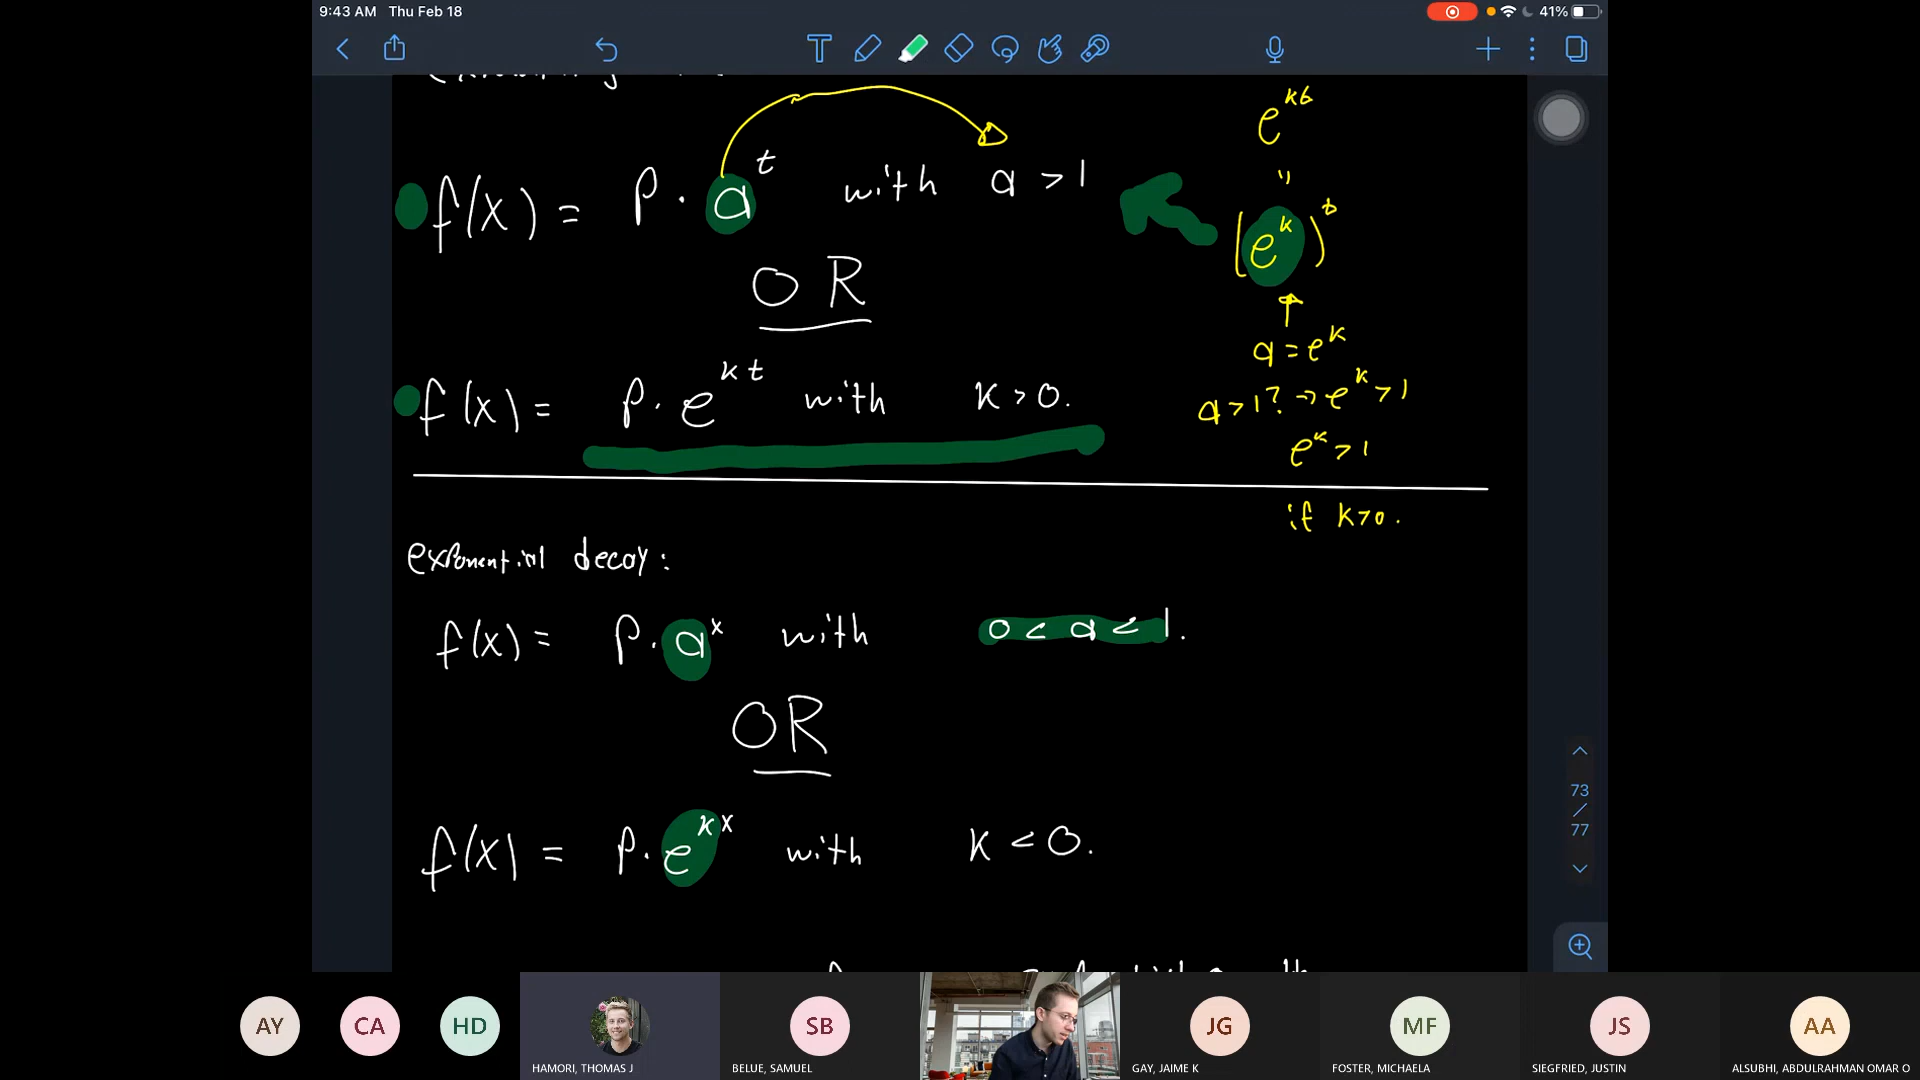 9:43 AM Thu Feb 18
41%
e^{kt}
"
f(x) = P · a^t with a > 1
(e^k)^t
OR
a = e^k
f(x) = P · e^{kt} with k > 0.
a > 1? → e^k > 1
e^k > 1
if k > 0.
exponential decay:
f(x) = P · a^x with 0 < a < 1.
OR
73
/
77
f(x) = P · e^{kx} with k < 0.
AY
CA
HD
SB
JG
MF
JS
AA
HAMORI, THOMAS J
BELUE, SAMUEL
GAY, JAIME K
FOSTER, MICHAELA
SIEGFRIED, JUSTIN
ALSUBHI, ABDULRAHMAN OMAR O